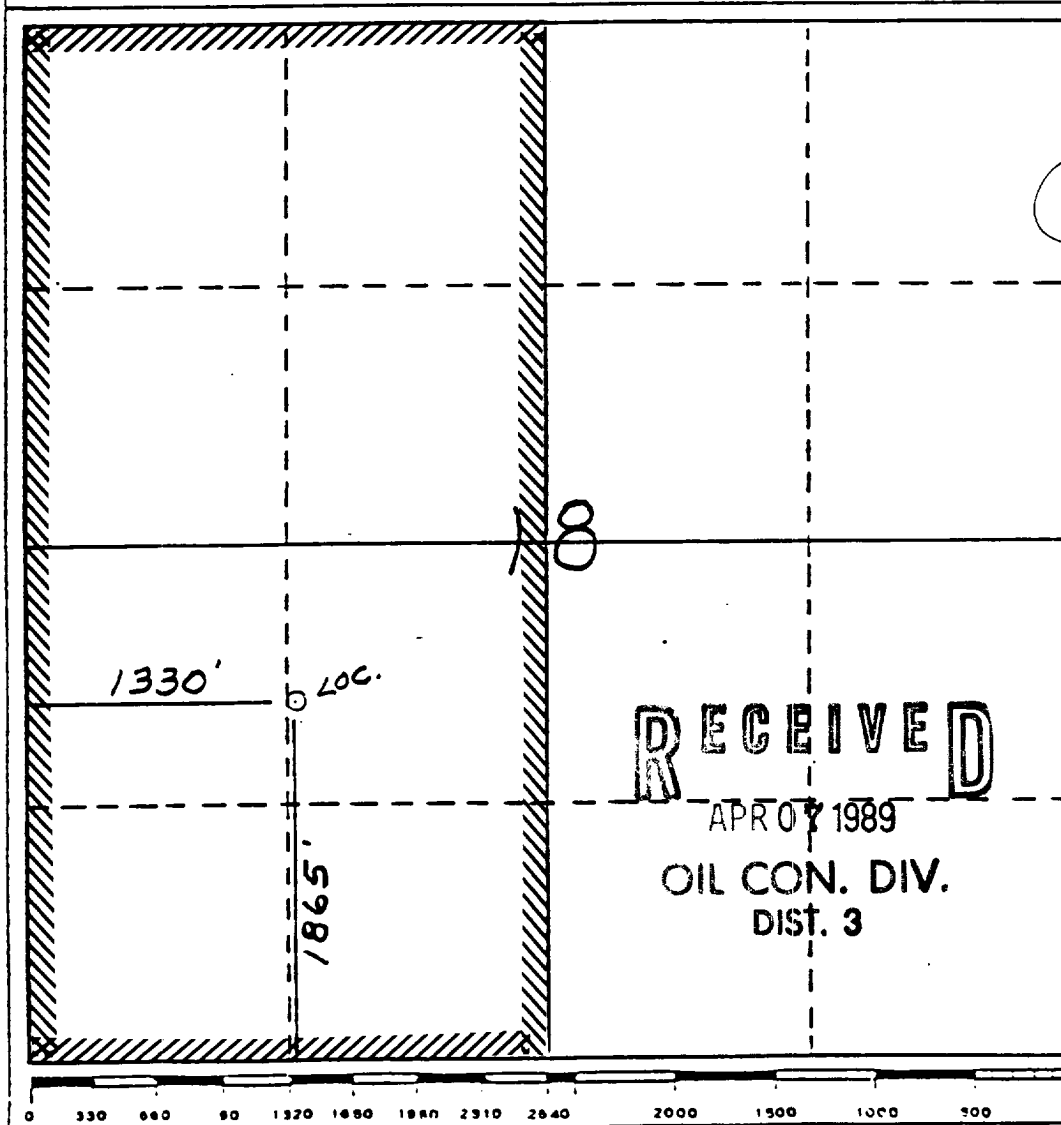 18
1330'
LOC.
1865'
RECEIVED
APR 07 1989
OIL CON. DIV.
DIST. 3
0 330 660 90 1320 1650 1980 2310 2640 2000 1500 1000 500